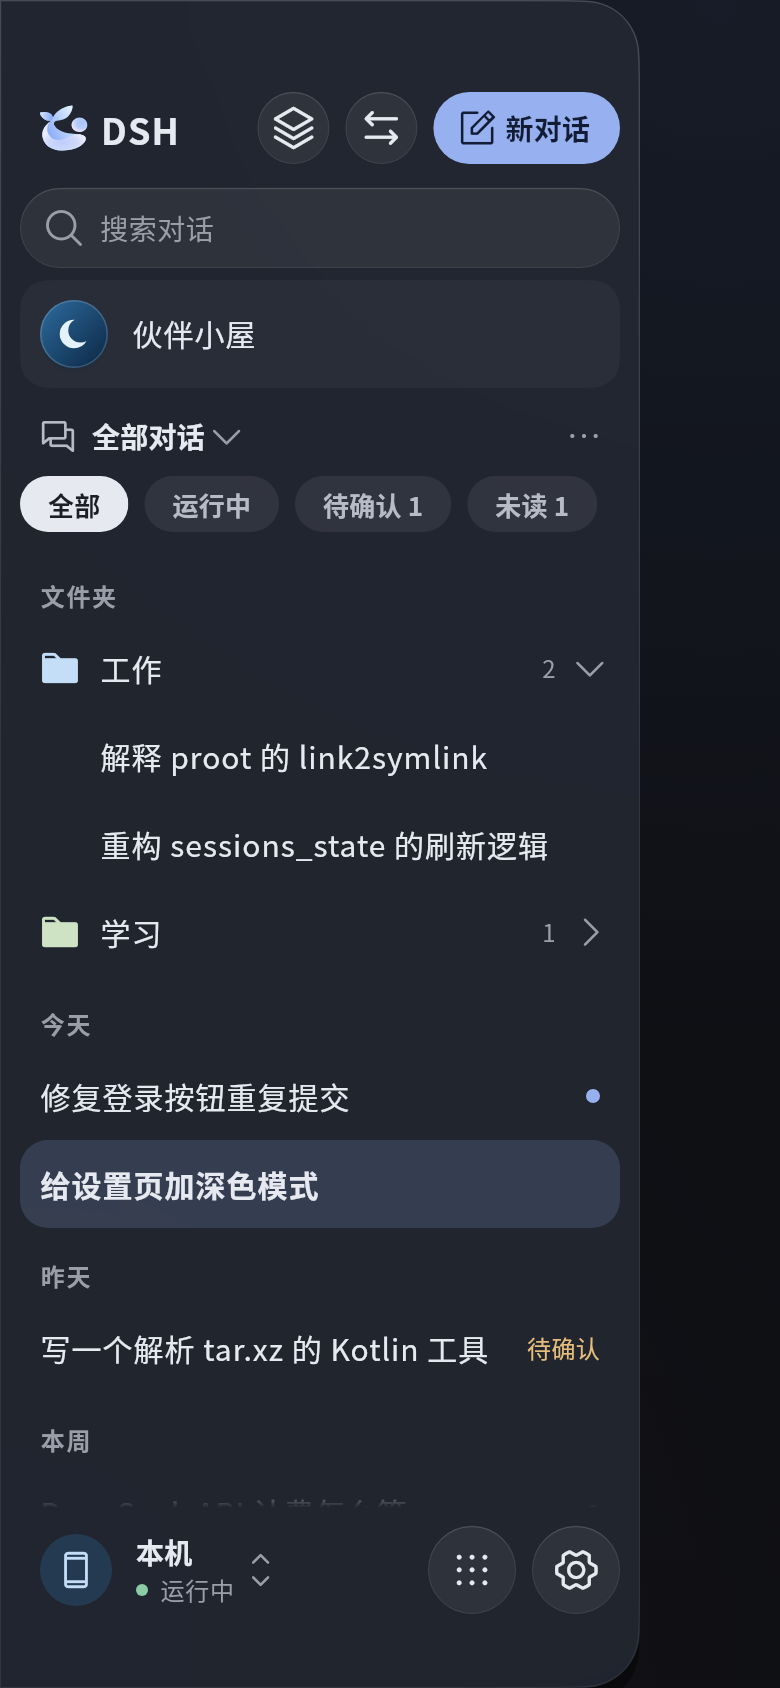 DSH
新对话
搜索对话
伙伴小屋
全部对话
全部
运行中
待确认 1
未读 1
文件夹
工作
2
解释 proot 的 link2symlink
重构 sessions_state 的刷新逻辑
学习
1
今天
修复登录按钮重复提交
给设置页加深色模式
昨天
写一个解析 tar.xz 的 Kotlin 工具
待确认
本周
本机
运行中